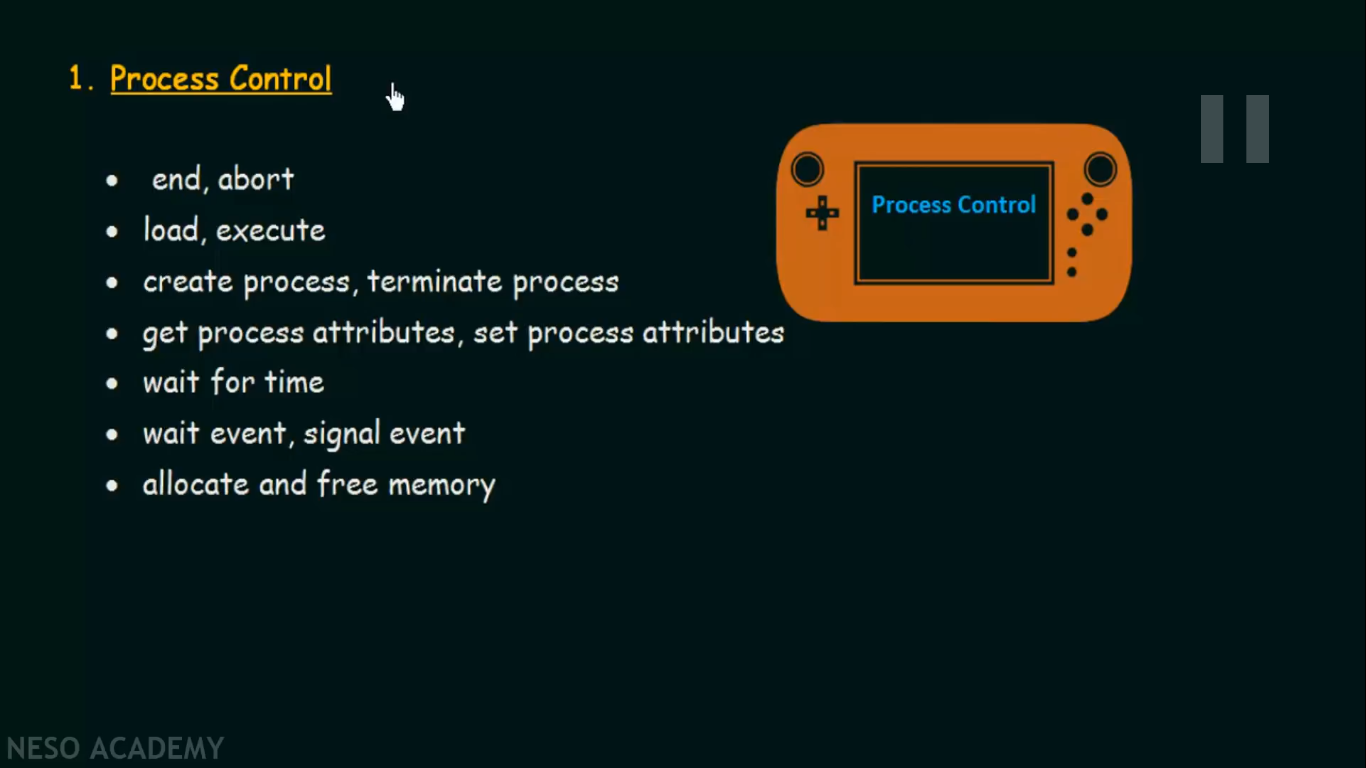 1. Process Control
• end, abort
• load, execute
• create process, terminate process
• get process attributes, set process attributes
• wait for time
• wait event, signal event
• allocate and free memory
Process Control
NESO ACADEMY